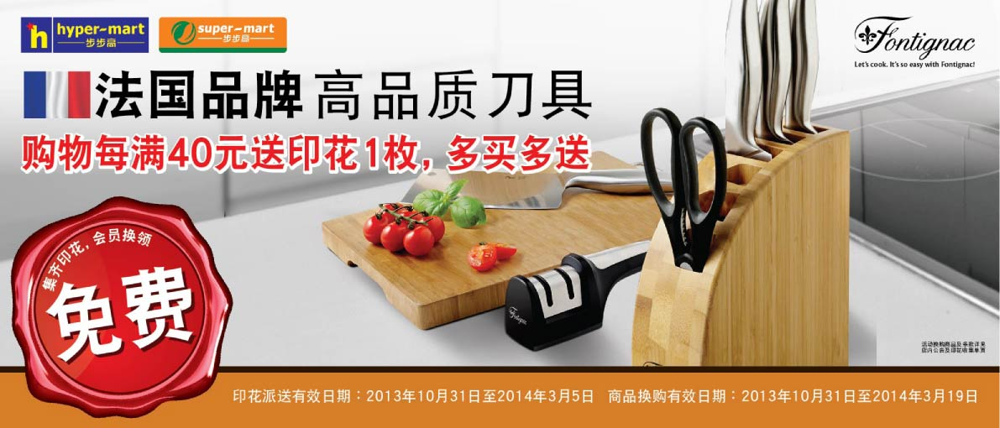 hyper-mart
步步高
super-mart
步步高
Fontignac
Let's cook. It's so easy with Fontignac!
法国品牌高品质刀具
购物每满40元送印花1枚，多买多送
集齐印花，会员换领
免费
Fontignac
活动换购商品及条款详见
店内公告及印花收集单页
印花派送有效日期：2013年10月31日至2014年3月5日 商品换购有效日期：2013年10月31日至2014年3月19日